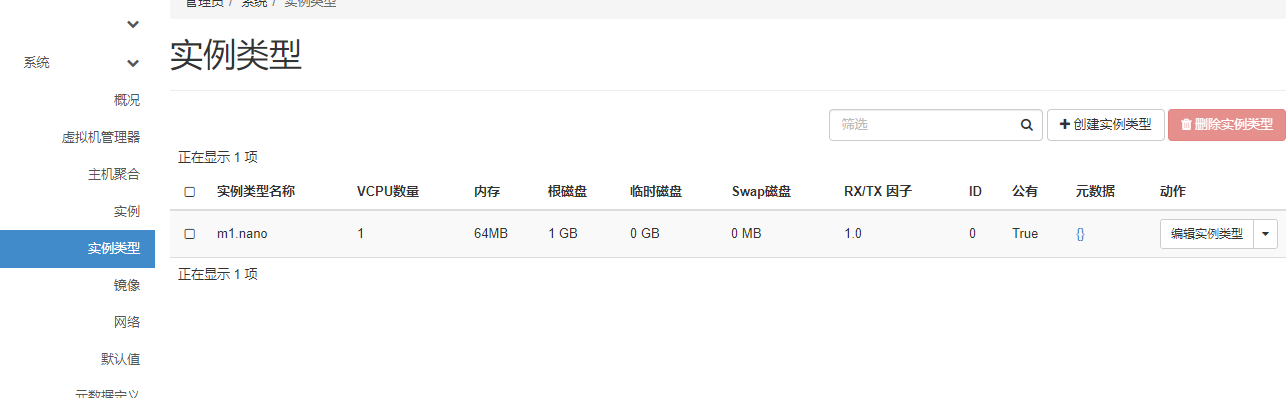 管理员 / 系统 / 实例类型
系统
概况
虚拟机管理器
主机聚合
实例
实例类型
镜像
网络
默认值
元数据定义
实例类型
筛选
创建实例类型
删除实例类型
正在显示 1 项
实例类型名称 VCPU数量 内存 根磁盘 临时磁盘 Swap磁盘 RX/TX 因子 ID 公有 元数据 动作
m1.nano 1 64MB 1 GB 0 GB 0 MB 1.0 0 True {} 编辑实例类型
正在显示 1 项